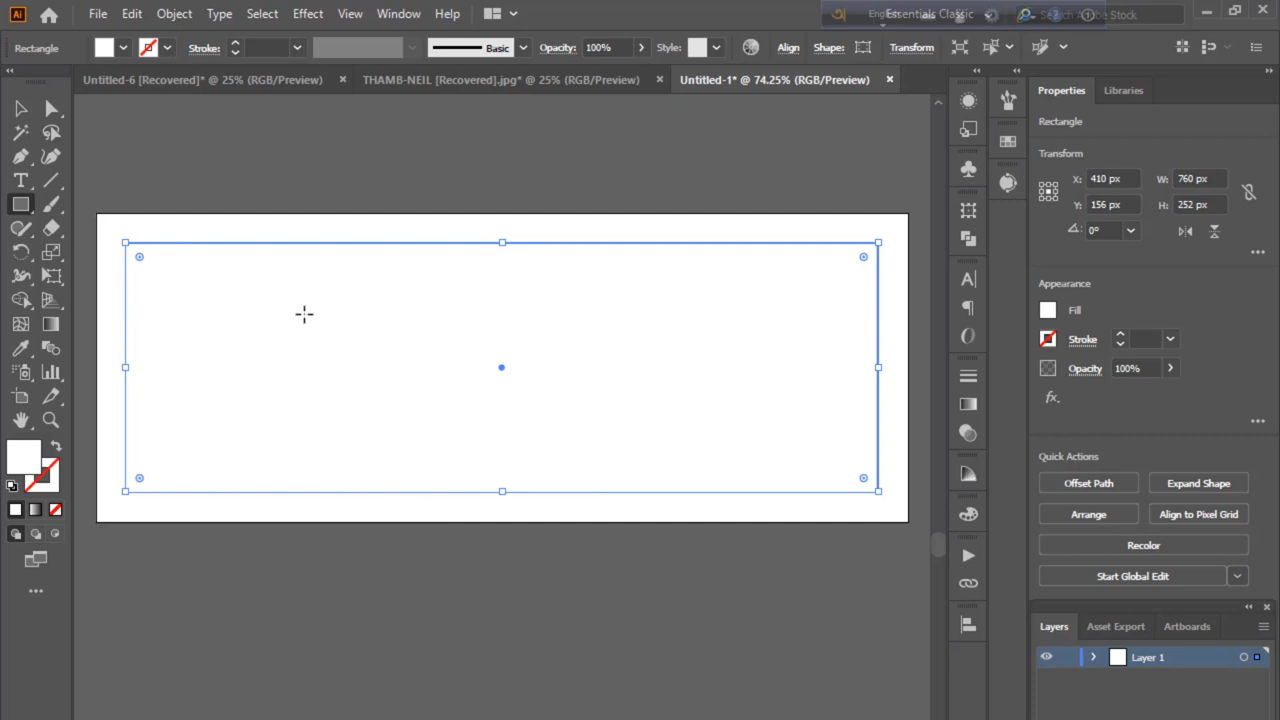 Ai File Edit Object Type Select Effect View Window Help English Essentials Classic Search Adobe Stock
Rectangle Stroke: Basic Opacity: 100% Style: Align Shape: Transform
Untitled-6 [Recovered]* @ 25% (RGB/Preview) × THAMB-NEIL [Recovered].jpg* @ 25% (RGB/Preview) × Untitled-1* @ 74.25% (RGB/Preview) ×
Properties Libraries
Rectangle
Transform
X: 410 px W: 760 px
Y: 156 px H: 252 px
0°
Appearance
Fill
Stroke
Opacity 100%
fx.
Quick Actions
Offset Path Expand Shape
Arrange Align to Pixel Grid
Recolor
Start Global Edit
Layers Asset Export Artboards
Layer 1